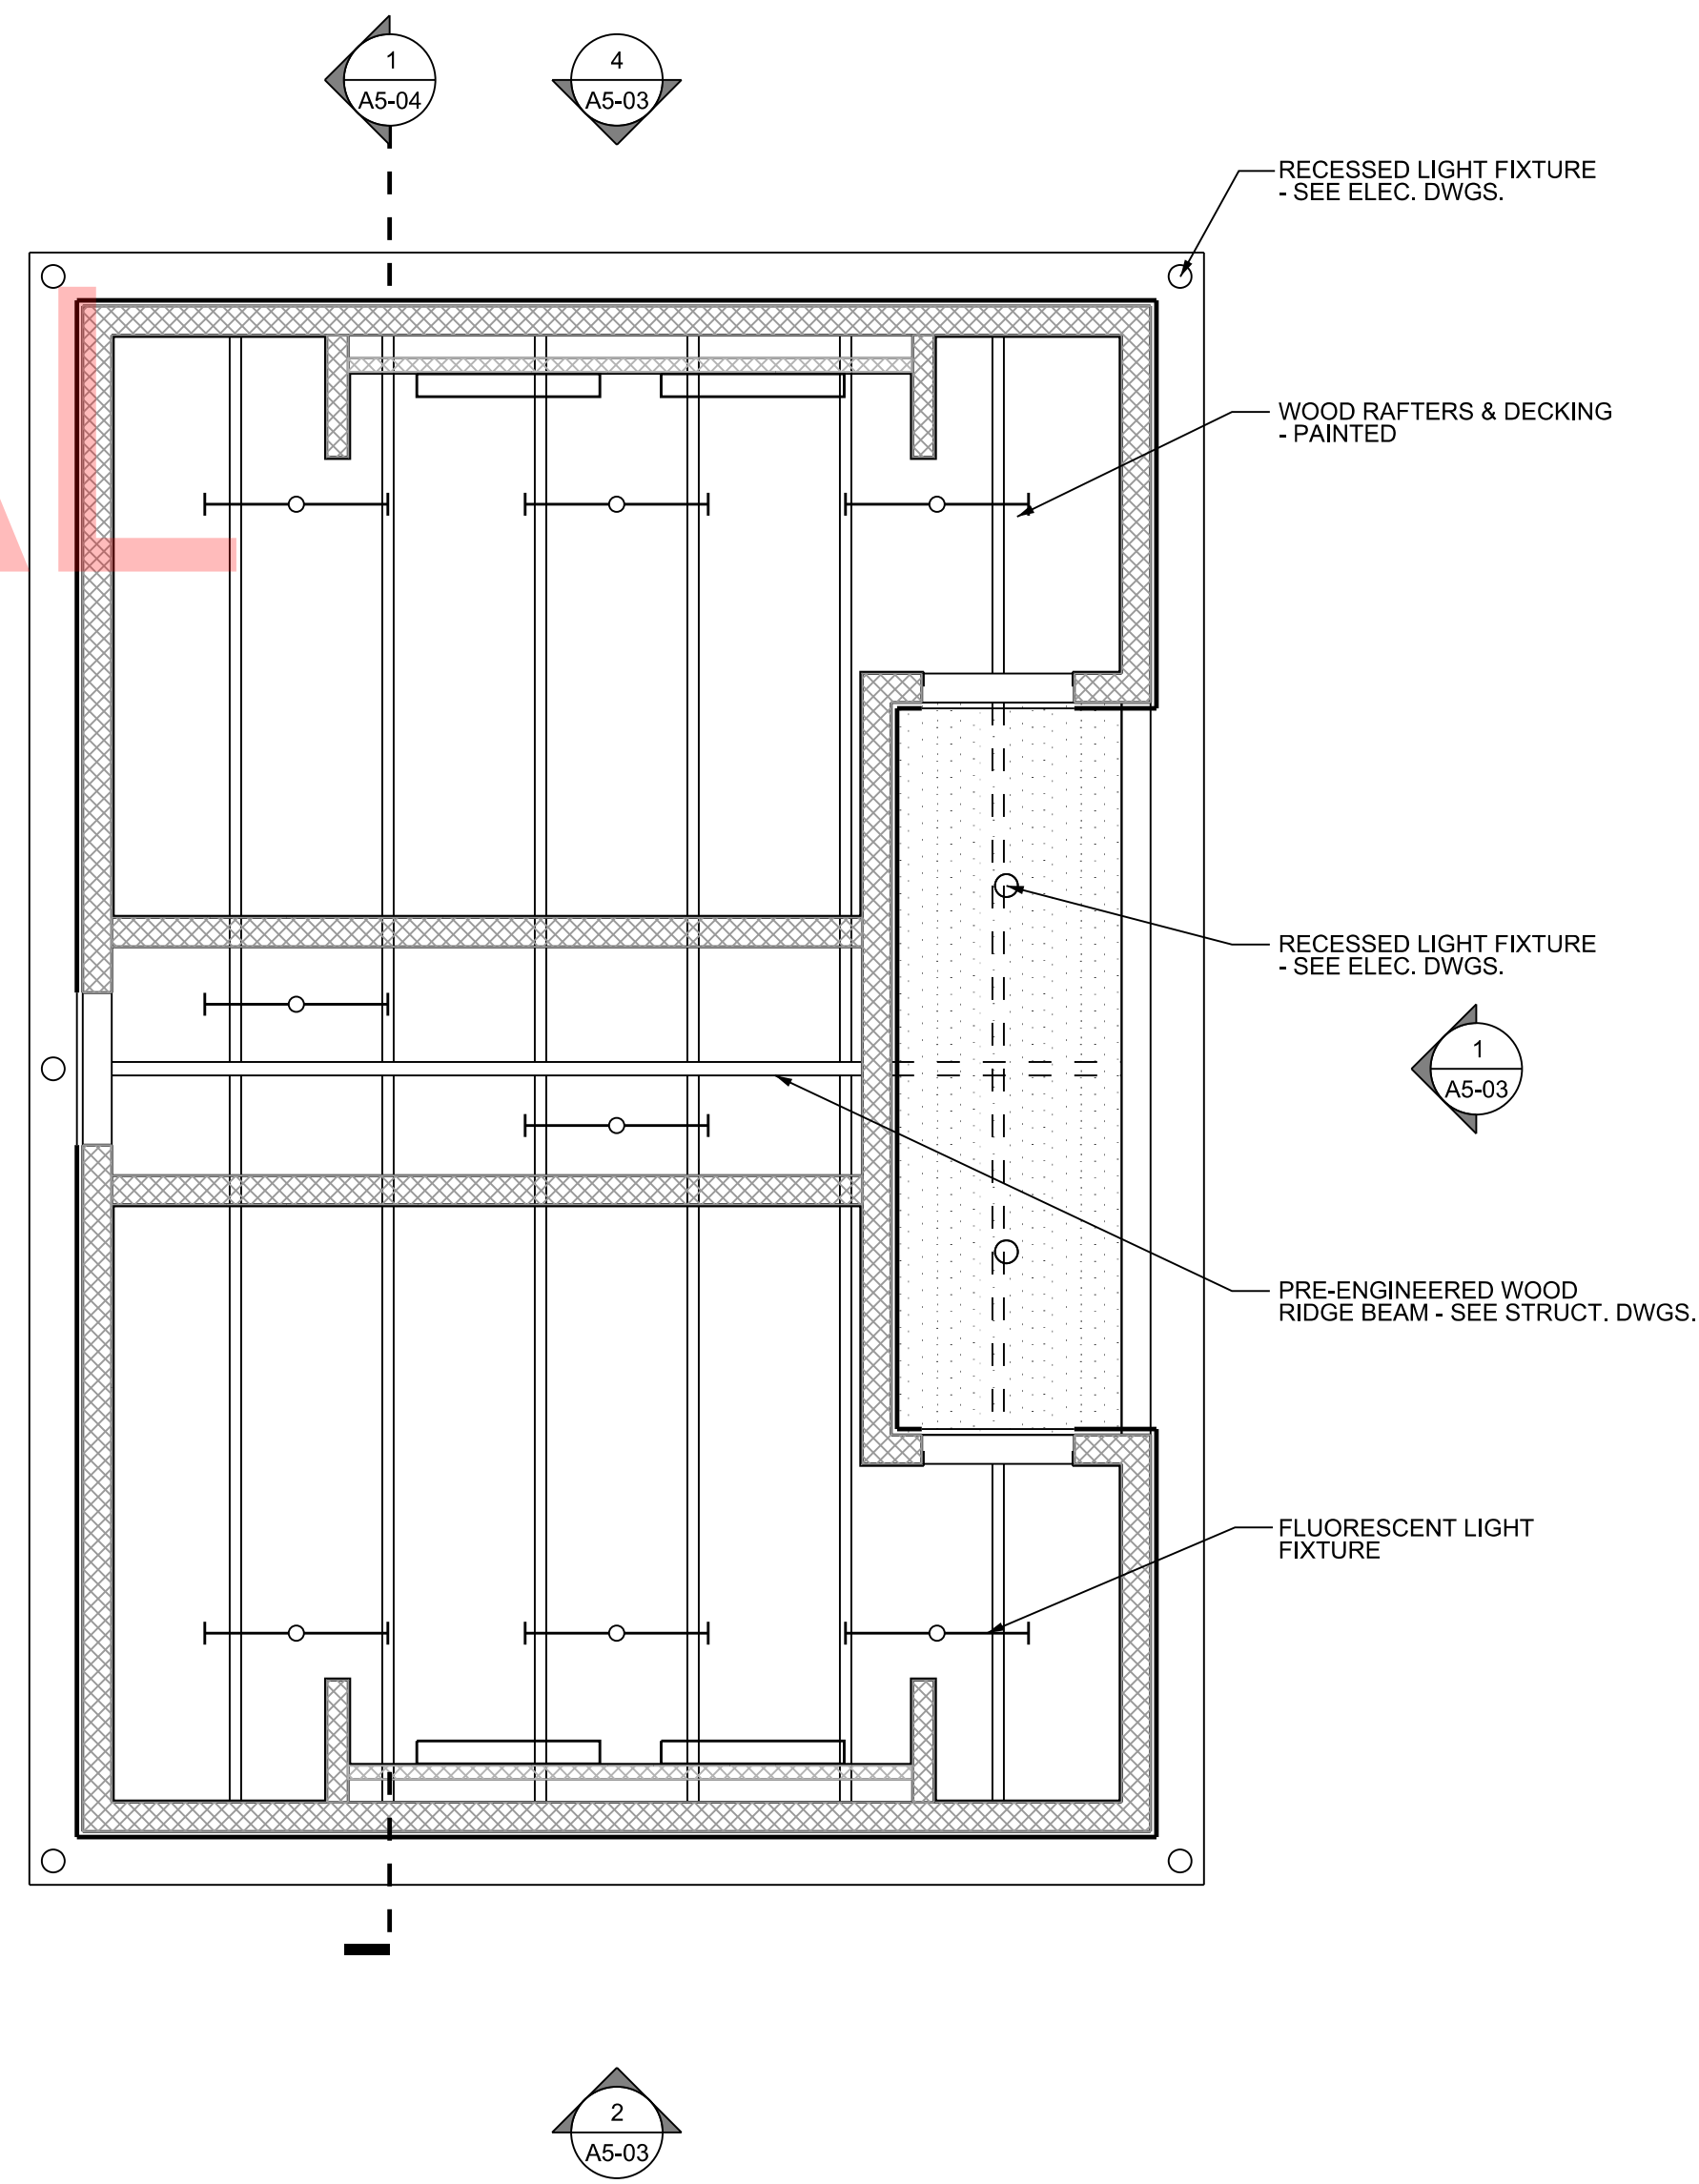 1
A5-04
4
A5-03
RECESSED LIGHT FIXTURE
- SEE ELEC. DWGS.
WOOD RAFTERS & DECKING
- PAINTED
AL
RECESSED LIGHT FIXTURE
- SEE ELEC. DWGS.
1
A5-03
PRE-ENGINEERED WOOD
RIDGE BEAM - SEE STRUCT. DWGS.
FLUORESCENT LIGHT
FIXTURE
2
A5-03